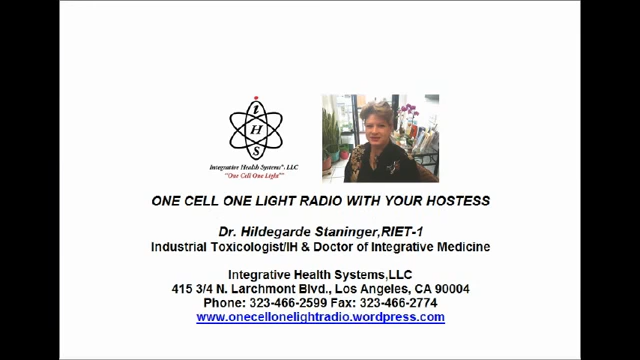 i
H
S
Integrative Health Systems, LLC
"One Cell One Light"
ONE CELL ONE LIGHT RADIO WITH YOUR HOSTESS
Dr. Hildegarde Staninger,RIET-1
Industrial Toxicologist/IH & Doctor of Integrative Medicine
Integrative Health Systems,LLC
415 3/4 N. Larchmont Blvd., Los Angeles, CA 90004
Phone: 323-466-2599 Fax: 323-466-2774
www.onecellonelightradio.wordpress.com